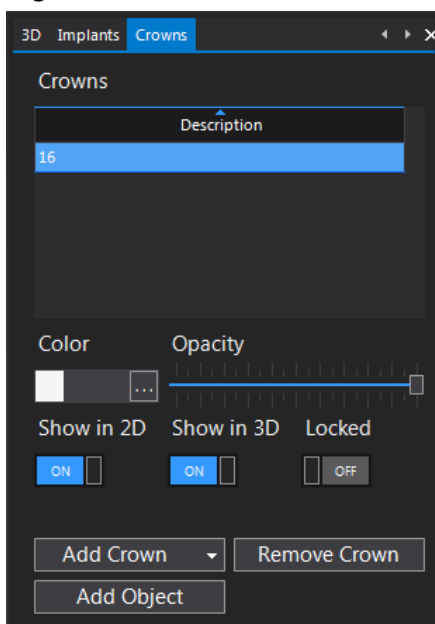 3D Implants Crowns
Crowns
Description
16
Color Opacity
...
Show in 2D Show in 3D Locked
ON ON OFF
Add Crown Remove Crown
Add Object